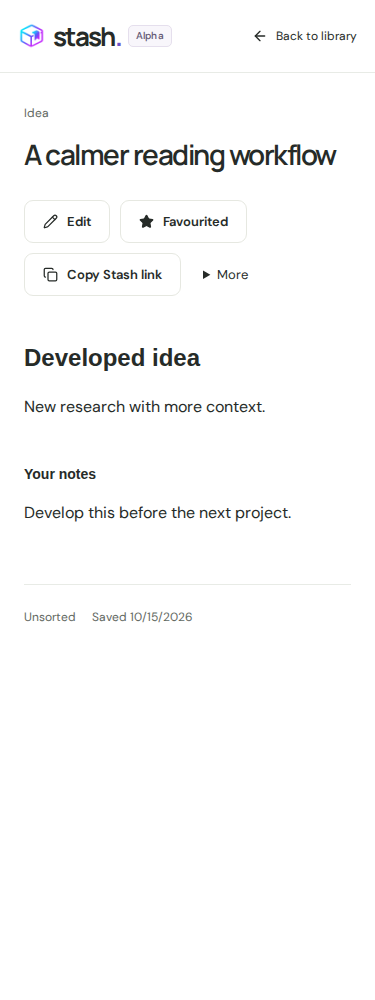 stash. Alpha Back to library
Idea
A calmer reading workflow
Edit Favourited
Copy Stash link More
Developed idea
New research with more context.
Your notes
Develop this before the next project.
Unsorted Saved 10/15/2026